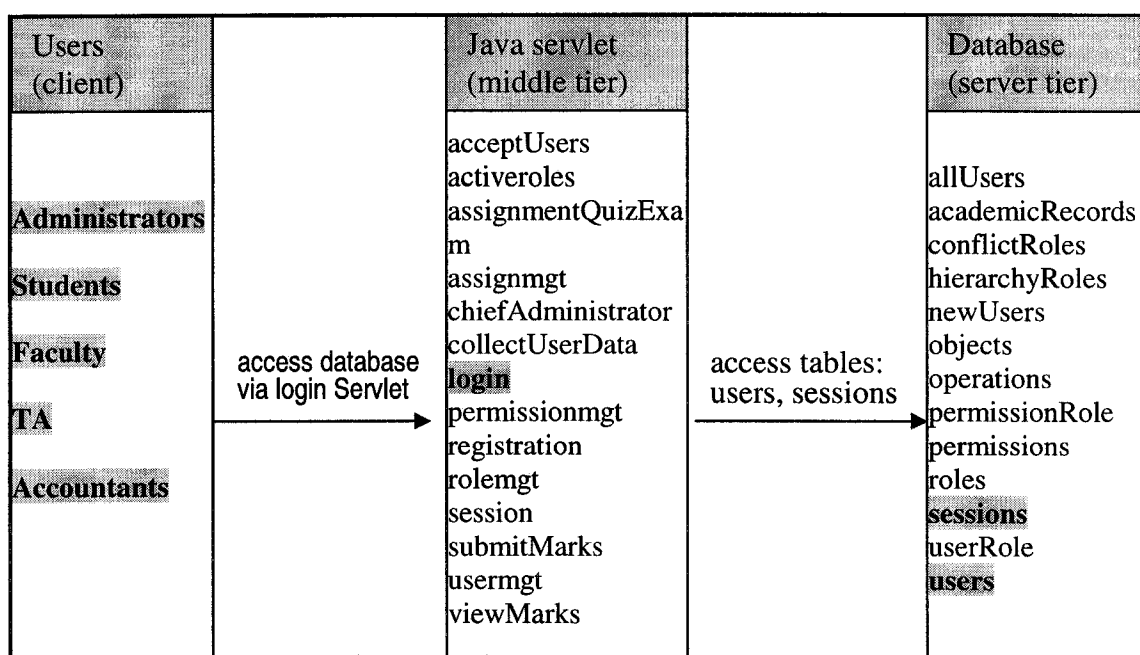 Users
(client)
Administrators
Students
Faculty
TA
Accountants
access database
via login Servlet
Java servlet
(middle tier)
acceptUsers
activeroles
assignmentQuizExa
m
assignmgt
chiefAdministrator
collectUserData
login
permissionmgt
registration
rolemgt
session
submitMarks
usermgt
viewMarks
access tables:
users, sessions
Database
(server tier)
allUsers
academicRecords
conflictRoles
hierarchyRoles
newUsers
objects
operations
permissionRole
permissions
roles
sessions
userRole
users